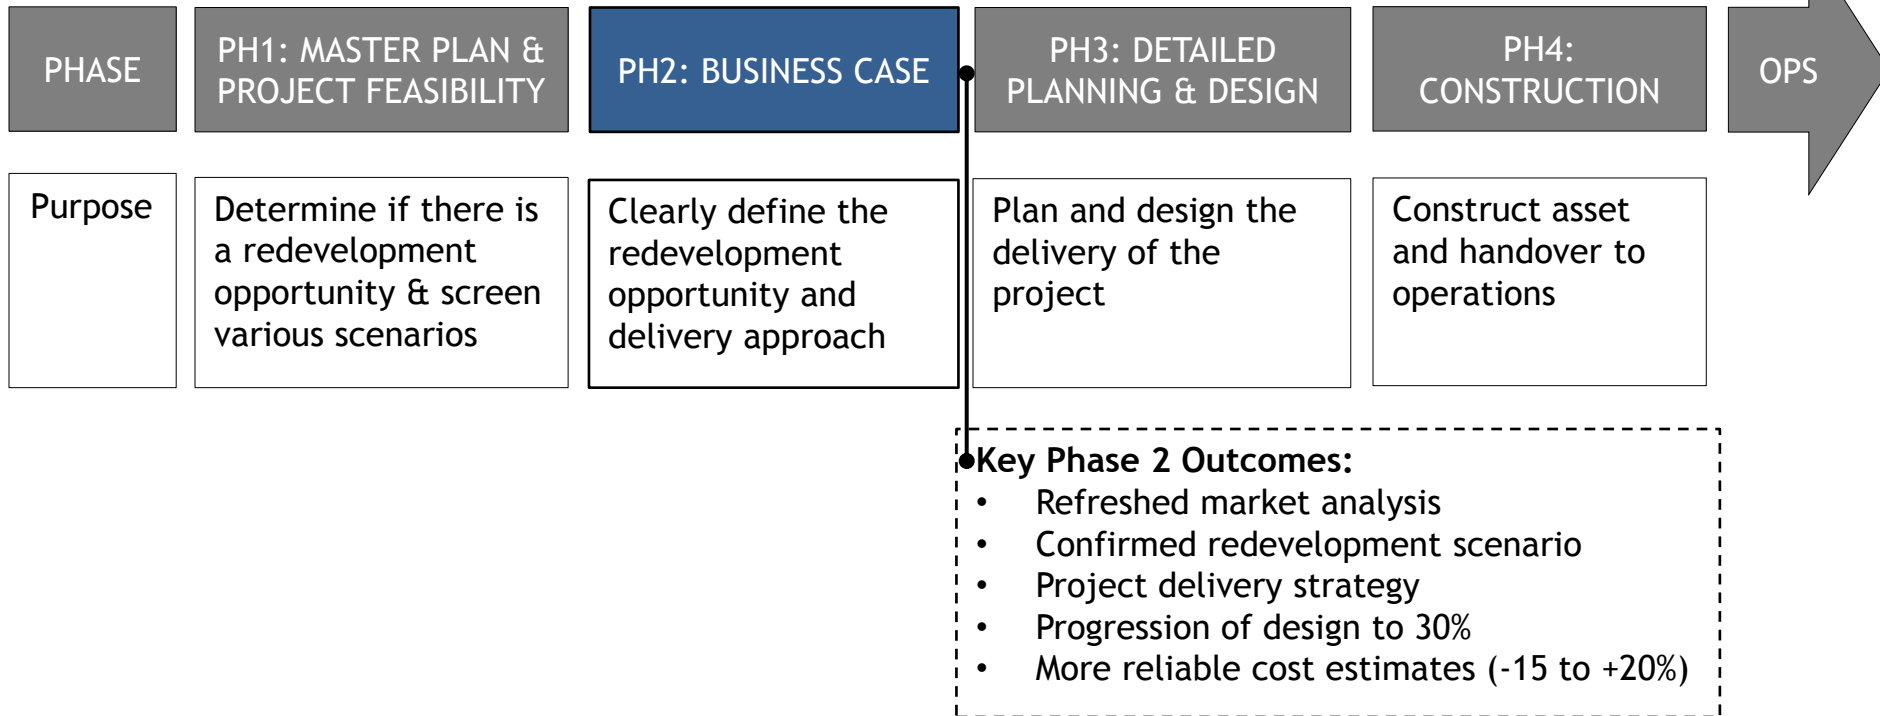 PHASE
PH1: MASTER PLAN &
PROJECT FEASIBILITY
PH2: BUSINESS CASE
PH3: DETAILED
PLANNING & DESIGN
PH4:
CONSTRUCTION
OPS
Purpose
Determine if there is
a redevelopment
opportunity & screen
various scenarios
Clearly define the
redevelopment
opportunity and
delivery approach
Plan and design the
delivery of the
project
Construct asset
and handover to
operations
Key Phase 2 Outcomes:
• Refreshed market analysis
• Confirmed redevelopment scenario
• Project delivery strategy
• Progression of design to 30%
• More reliable cost estimates (-15 to +20%)